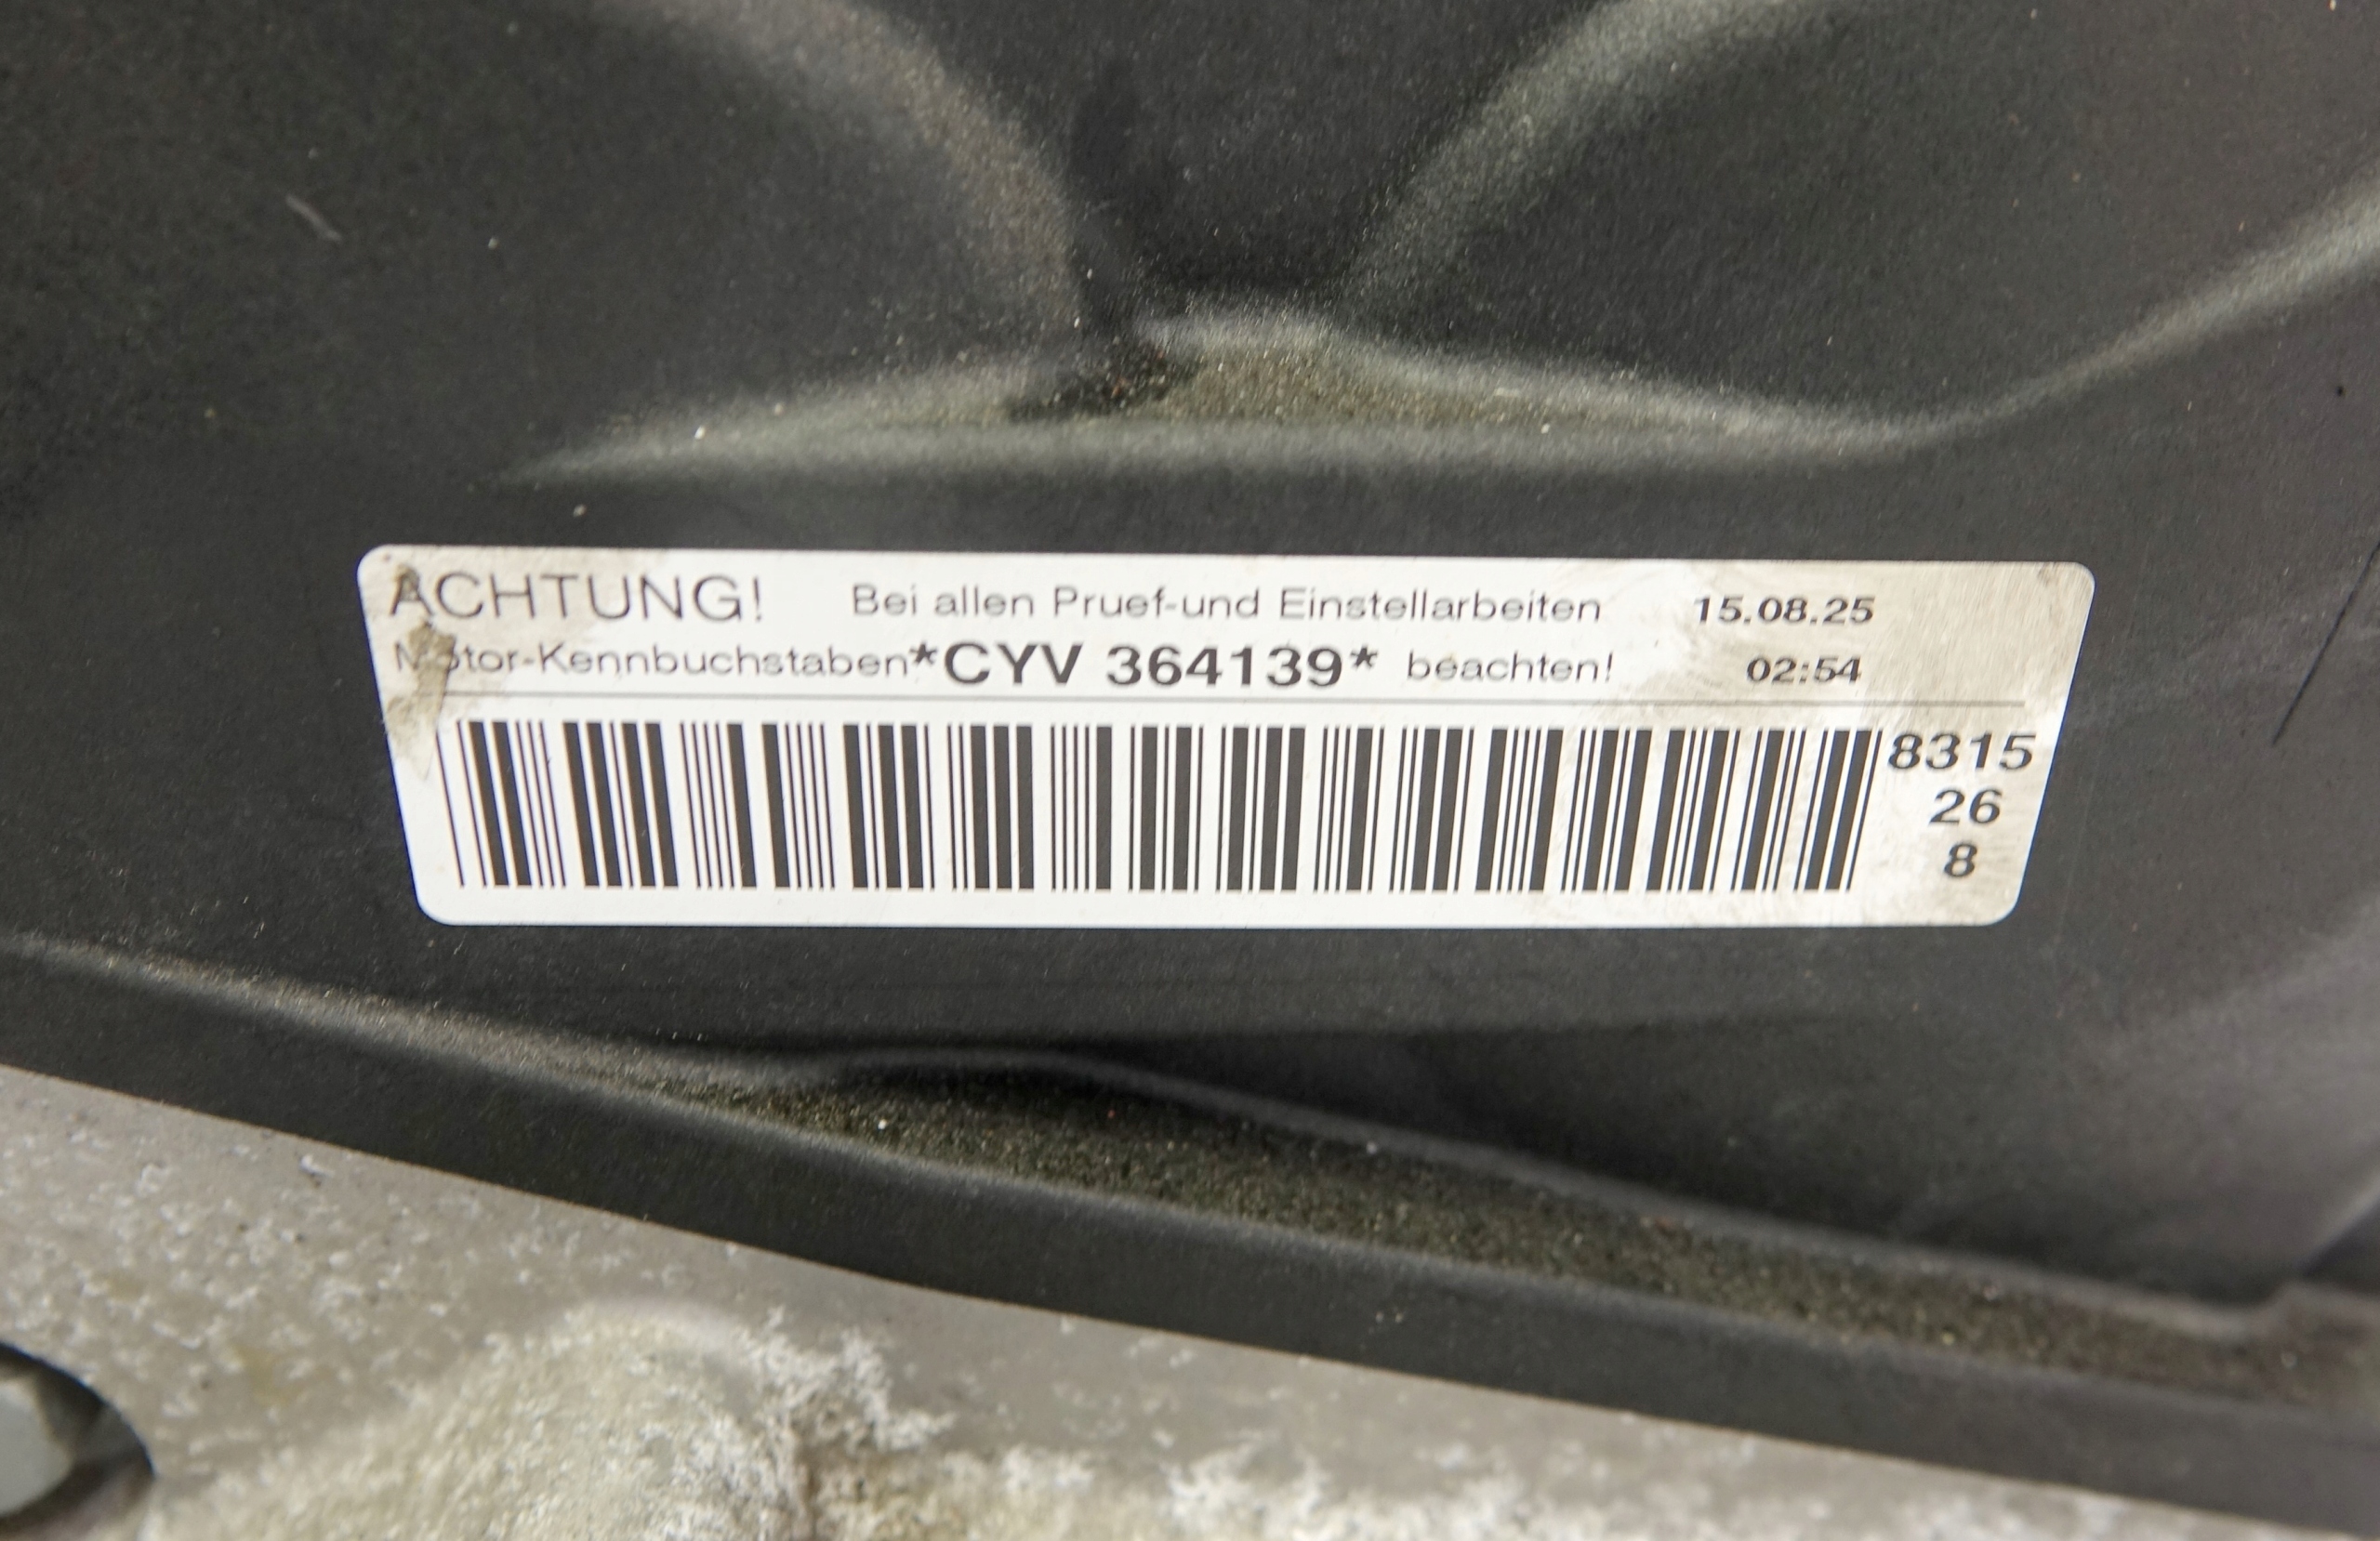 ACHTUNG! Bei allen Pruef-und Einstellarbeiten 15.08.25
Motor-Kennbuchstaben*CYV 364139* beachten! 02:54
8315
26
8